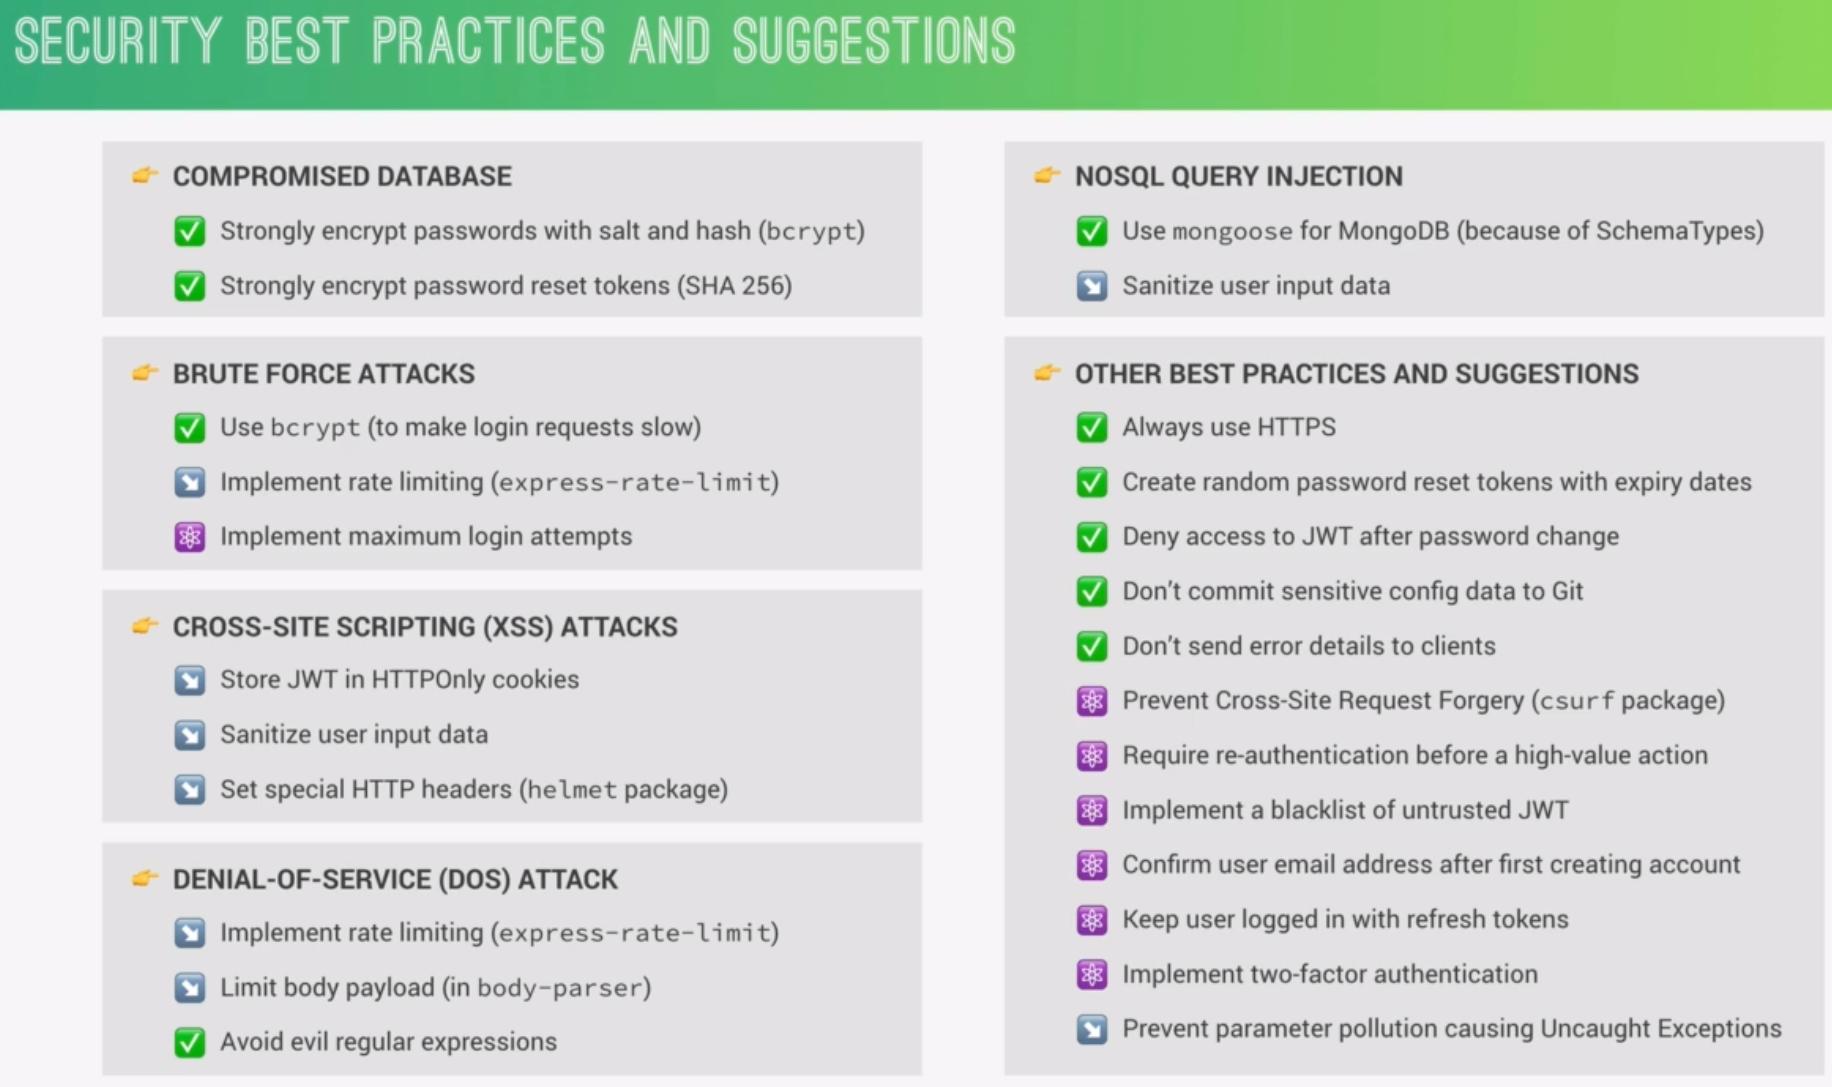 SECURITY BEST PRACTICES AND SUGGESTIONS
COMPROMISED DATABASE
Strongly encrypt passwords with salt and hash (bcrypt)
Strongly encrypt password reset tokens (SHA 256)
BRUTE FORCE ATTACKS
Use bcrypt (to make login requests slow)
Implement rate limiting (express-rate-limit)
Implement maximum login attempts
CROSS-SITE SCRIPTING (XSS) ATTACKS
Store JWT in HTTPOnly cookies
Sanitize user input data
Set special HTTP headers (helmet package)
DENIAL-OF-SERVICE (DOS) ATTACK
Implement rate limiting (express-rate-limit)
Limit body payload (in body-parser)
Avoid evil regular expressions
NOSQL QUERY INJECTION
Use mongoose for MongoDB (because of SchemaTypes)
Sanitize user input data
OTHER BEST PRACTICES AND SUGGESTIONS
Always use HTTPS
Create random password reset tokens with expiry dates
Deny access to JWT after password change
Don’t commit sensitive config data to Git
Don’t send error details to clients
Prevent Cross-Site Request Forgery (csurf package)
Require re-authentication before a high-value action
Implement a blacklist of untrusted JWT
Confirm user email address after first creating account
Keep user logged in with refresh tokens
Implement two-factor authentication
Prevent parameter pollution causing Uncaught Exceptions